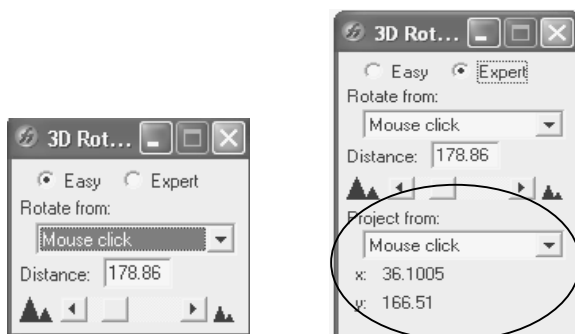 3D Rot...
Easy Expert
Rotate from:
Mouse click
Distance: 178.86
3D Rot...
Easy Expert
Rotate from:
Mouse click
Distance: 178.86
Project from:
Mouse click
x: 36.1005
y: 166.51